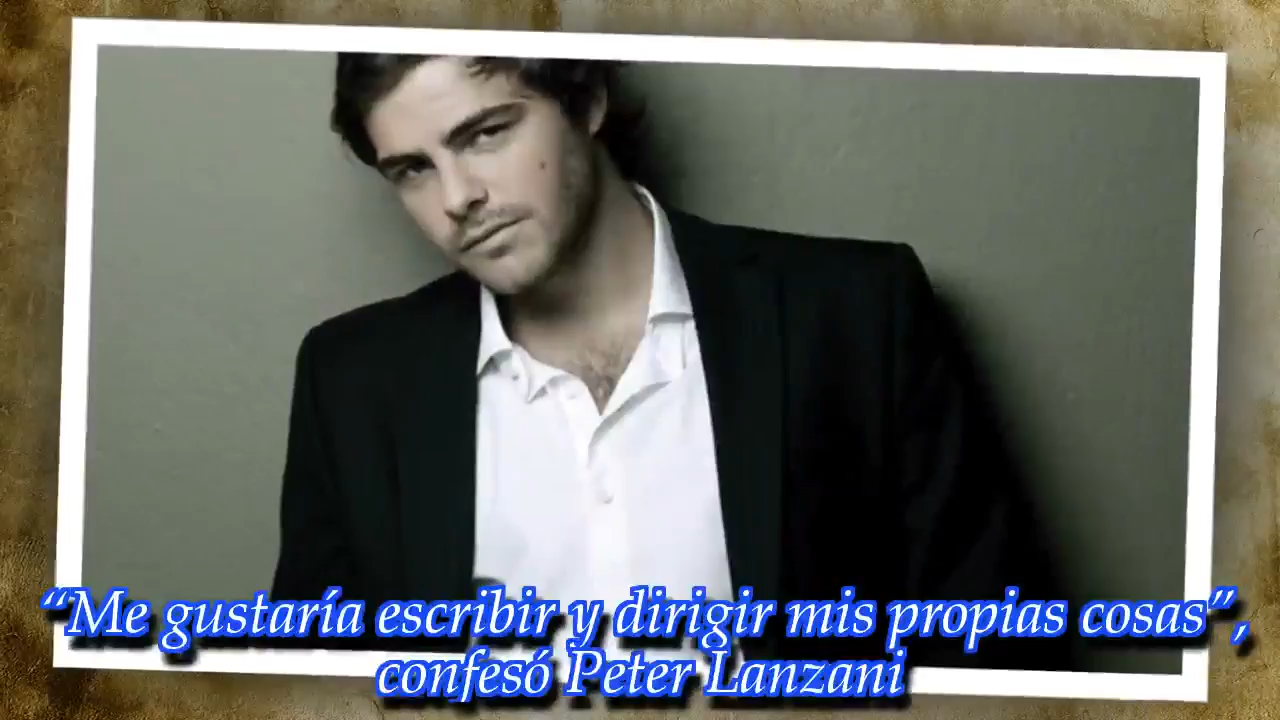 “Me gustaría escribir y dirigir mis propias cosas”,
confesó Peter Lanzani